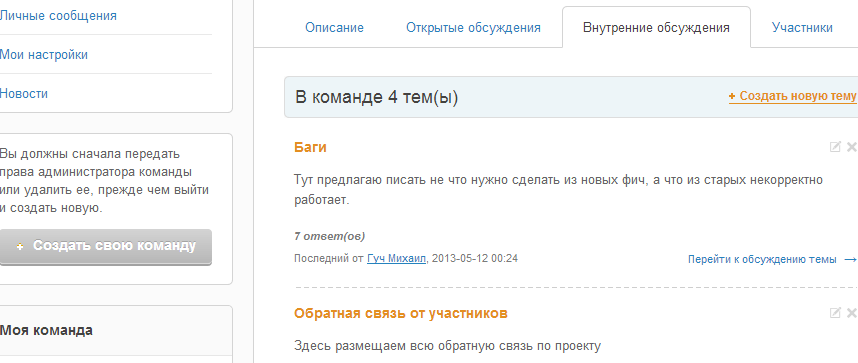 Личные сообщения
Мои настройки
Новости
Вы должны сначала передать
права администратора команды
или удалить ее, прежде чем выйти
и создать новую.
+ Создать свою команду
Моя команда
Описание
Открытые обсуждения
Внутренние обсуждения
Участники
В команде 4 тем(ы)
+ Создать новую тему
Баги
Тут предлагаю писать не что нужно сделать из новых фич, а что из старых некорректно
работает.
7 ответ(ов)
Последний от Гуч Михаил, 2013-05-12 00:24
Перейти к обсуждению темы →
Обратная связь от участников
Здесь размещаем всю обратную связь по проекту